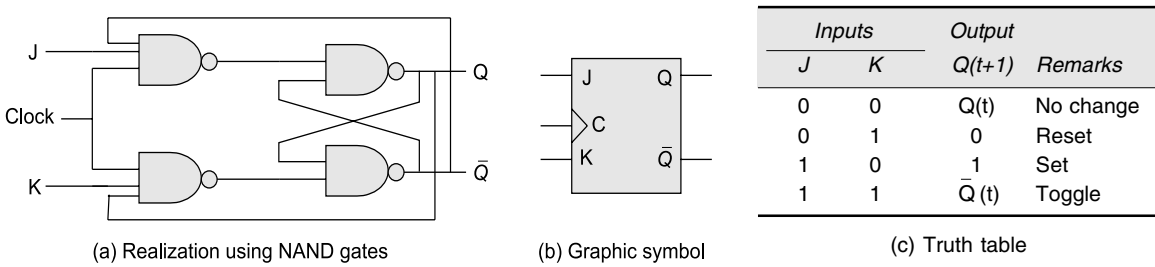 J
Clock
K
Q
Q̄
(a) Realization using NAND gates
J Q
C
K Q̄
(b) Graphic symbol
Inputs Output
J K Q(t+1) Remarks
0 0 Q(t) No change
0 1 0 Reset
1 0 1 Set
1 1 Q̄ (t) Toggle
(c) Truth table